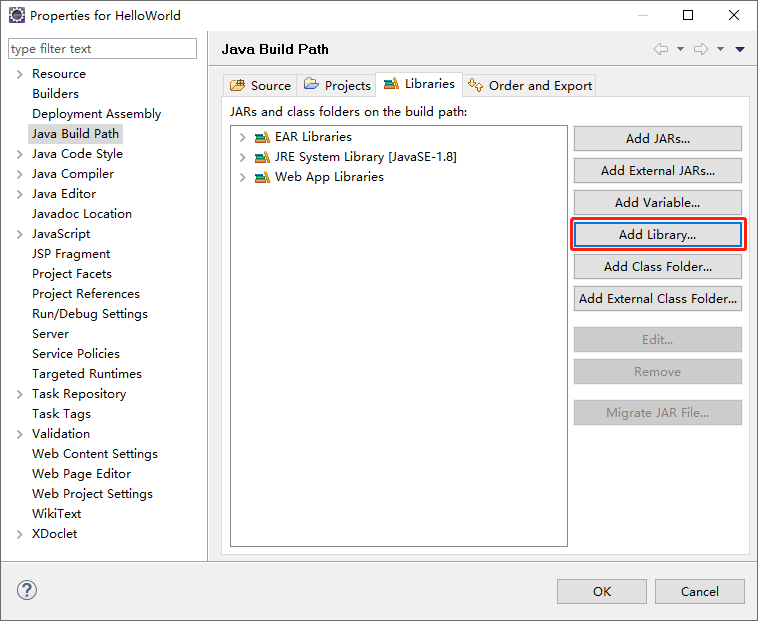 Properties for HelloWorld
type filter text
Resource
Builders
Deployment Assembly
Java Build Path
Java Code Style
Java Compiler
Java Editor
Javadoc Location
JavaScript
JSP Fragment
Project Facets
Project References
Run/Debug Settings
Server
Service Policies
Targeted Runtimes
Task Repository
Task Tags
Validation
Web Content Settings
Web Page Editor
Web Project Settings
WikiText
XDoclet
Java Build Path
Source Projects Libraries Order and Export
JARs and class folders on the build path:
EAR Libraries
JRE System Library [JavaSE-1.8]
Web App Libraries
Add JARs...
Add External JARs...
Add Variable...
Add Library...
Add Class Folder...
Add External Class Folder...
Edit...
Remove
Migrate JAR File...
?
OK Cancel